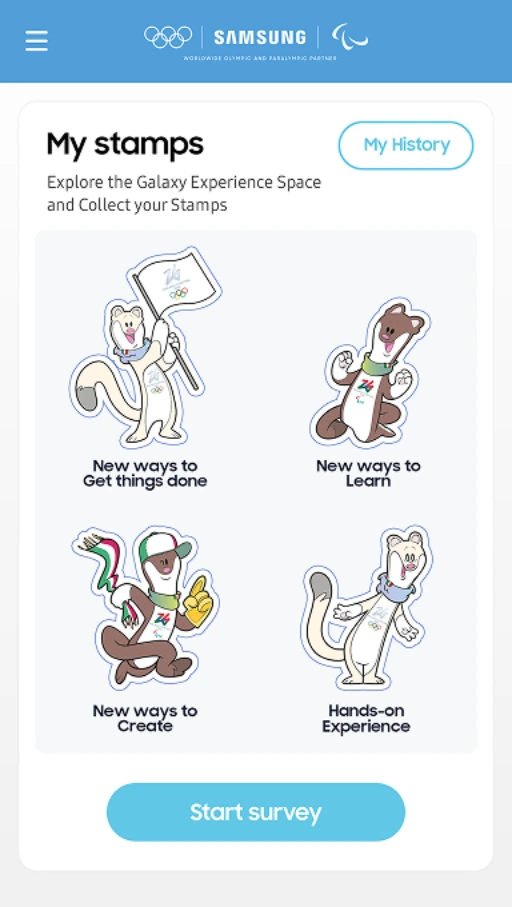 SAMSUNG
WORLDWIDE OLYMPIC AND PARALYMPIC PARTNER
My stamps
My History
Explore the Galaxy Experience Space
and Collect your Stamps
New ways to
Get things done
New ways to
Learn
New ways to
Create
Hands-on
Experience
Start survey